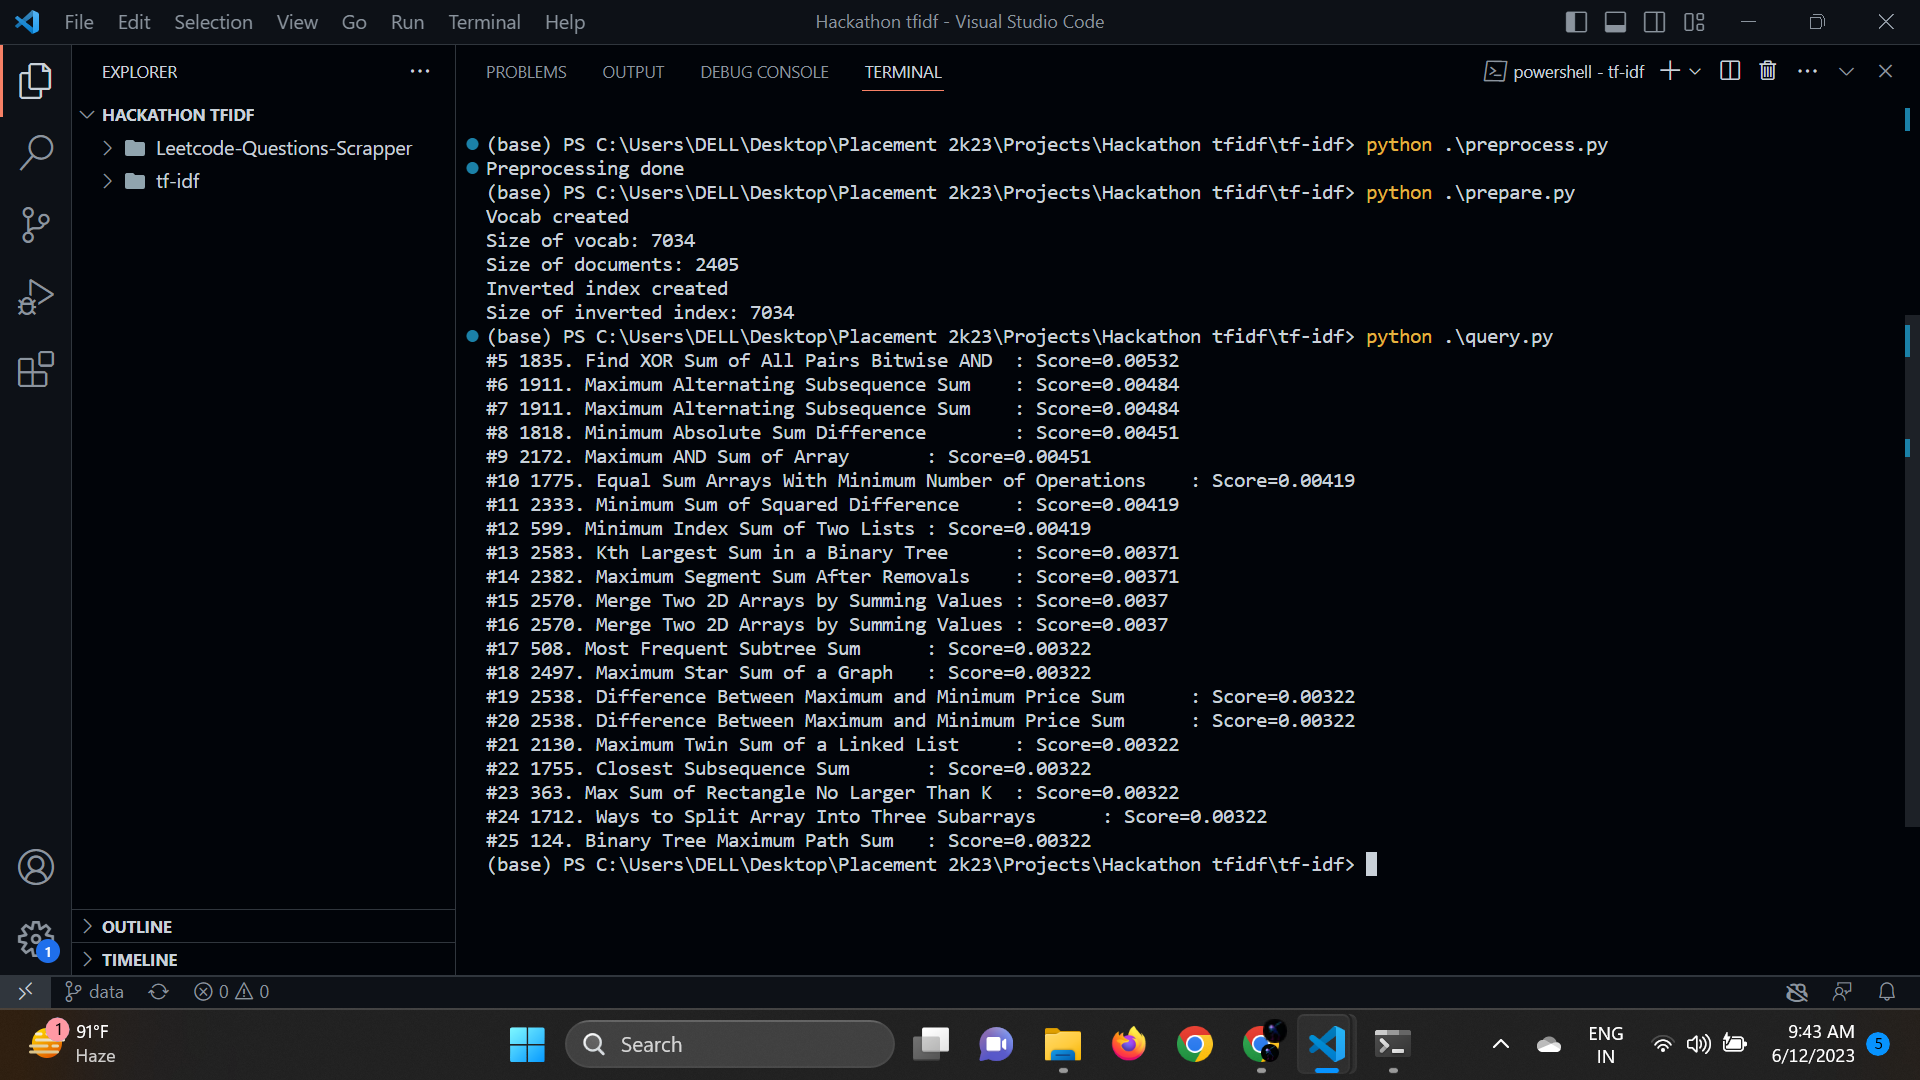 File Edit Selection View Go Run Terminal Help
Hackathon tfidf - Visual Studio Code
EXPLORER
HACKATHON TFIDF
Leetcode-Questions-Scrapper
tf-idf
OUTLINE
TIMELINE
PROBLEMS OUTPUT DEBUG CONSOLE TERMINAL
powershell - tf-idf
(base) PS C:\Users\DELL\Desktop\Placement 2k23\Projects\Hackathon tfidf\tf-idf> python .\preprocess.py
Preprocessing done
(base) PS C:\Users\DELL\Desktop\Placement 2k23\Projects\Hackathon tfidf\tf-idf> python .\prepare.py
Vocab created
Size of vocab: 7034
Size of documents: 2405
Inverted index created
Size of inverted index: 7034
(base) PS C:\Users\DELL\Desktop\Placement 2k23\Projects\Hackathon tfidf\tf-idf> python .\query.py
#5 1835. Find XOR Sum of All Pairs Bitwise AND : Score=0.00532
#6 1911. Maximum Alternating Subsequence Sum : Score=0.00484
#7 1911. Maximum Alternating Subsequence Sum : Score=0.00484
#8 1818. Minimum Absolute Sum Difference : Score=0.00451
#9 2172. Maximum AND Sum of Array : Score=0.00451
#10 1775. Equal Sum Arrays With Minimum Number of Operations : Score=0.00419
#11 2333. Minimum Sum of Squared Difference : Score=0.00419
#12 599. Minimum Index Sum of Two Lists : Score=0.00419
#13 2583. Kth Largest Sum in a Binary Tree : Score=0.00371
#14 2382. Maximum Segment Sum After Removals : Score=0.00371
#15 2570. Merge Two 2D Arrays by Summing Values : Score=0.0037
#16 2570. Merge Two 2D Arrays by Summing Values : Score=0.0037
#17 508. Most Frequent Subtree Sum : Score=0.00322
#18 2497. Maximum Star Sum of a Graph : Score=0.00322
#19 2538. Difference Between Maximum and Minimum Price Sum : Score=0.00322
#20 2538. Difference Between Maximum and Minimum Price Sum : Score=0.00322
#21 2130. Maximum Twin Sum of a Linked List : Score=0.00322
#22 1755. Closest Subsequence Sum : Score=0.00322
#23 363. Max Sum of Rectangle No Larger Than K : Score=0.00322
#24 1712. Ways to Split Array Into Three Subarrays : Score=0.00322
#25 124. Binary Tree Maximum Path Sum : Score=0.00322
(base) PS C:\Users\DELL\Desktop\Placement 2k23\Projects\Hackathon tfidf\tf-idf>
1
data 0 0
1 91°F
Haze
Search
ENG
IN
9:43 AM
6/12/2023
5